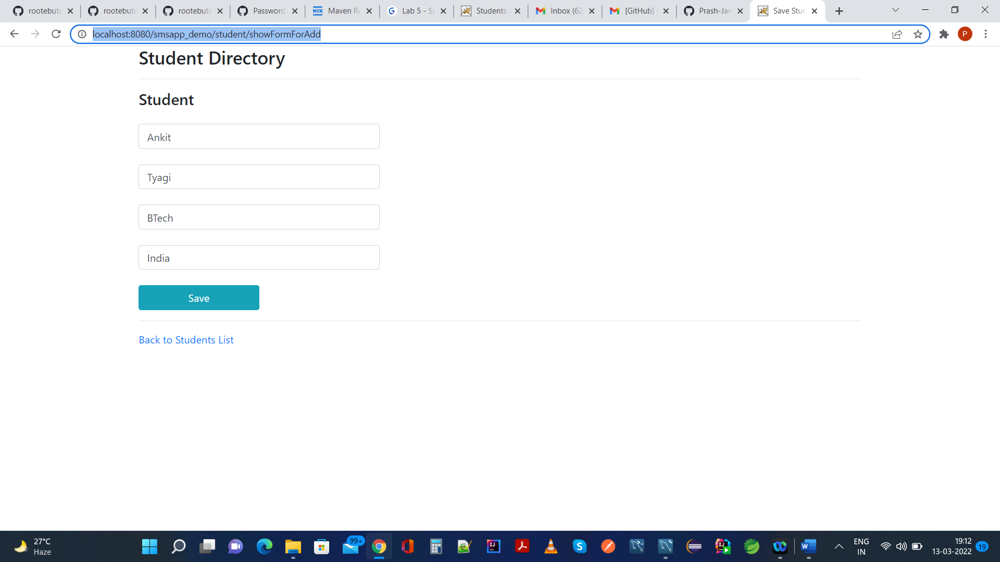 rootebute
rootebute
rootebute
Password
Maven Re
Lab 5 - Sp
Students
Inbox (62
[GitHub]
Prash-Jav
Save Stud
localhost:8080/smsapp_demo/student/showFormForAdd
P
Student Directory
Student
Ankit
Tyagi
BTech
India
Save
Back to Students List
27°C
Haze
99+
ENG
IN
19:12
13-03-2022
19